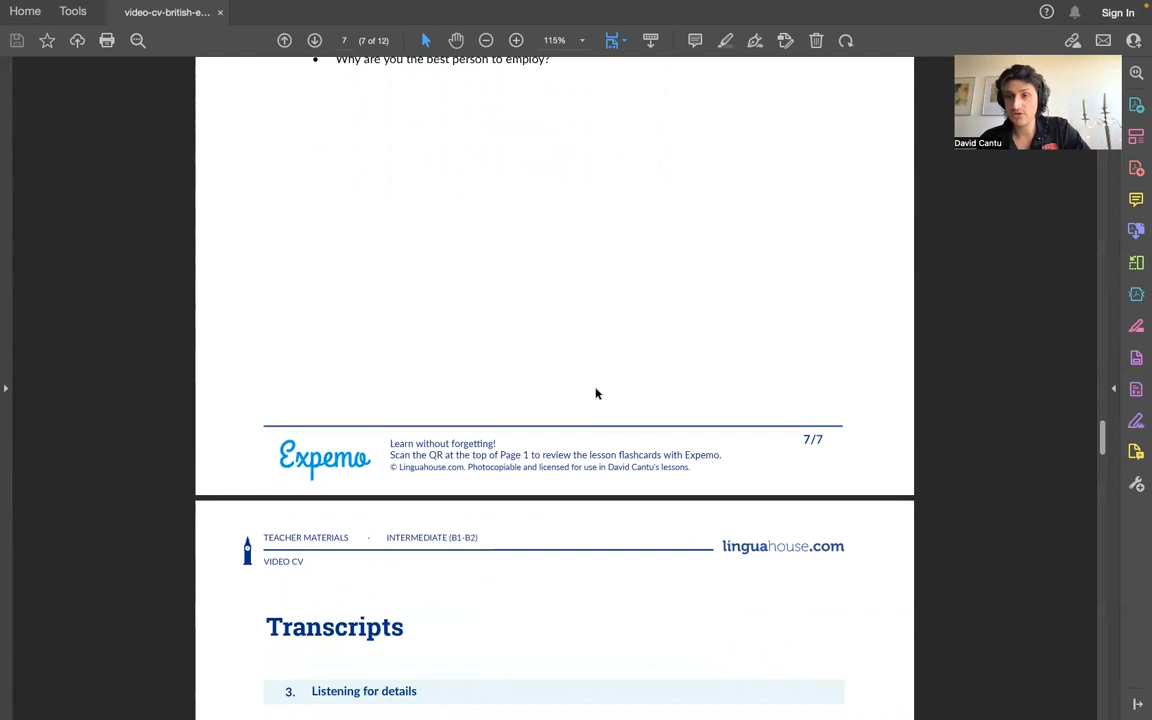 Home
Tools
video-cv-british-e...
×
Sign In
7
(7 of 12)
115%
• Why are you the best person to employ?
David Cantu
7/7
Expemo
Learn without forgetting!
Scan the QR at the top of Page 1 to review the lesson flashcards with Expemo.
© Linguahouse.com. Photocopiable and licensed for use in David Cantu's lessons.
TEACHER MATERIALS · INTERMEDIATE (B1-B2)
linguahouse.com
VIDEO CV
Transcripts
3. Listening for details